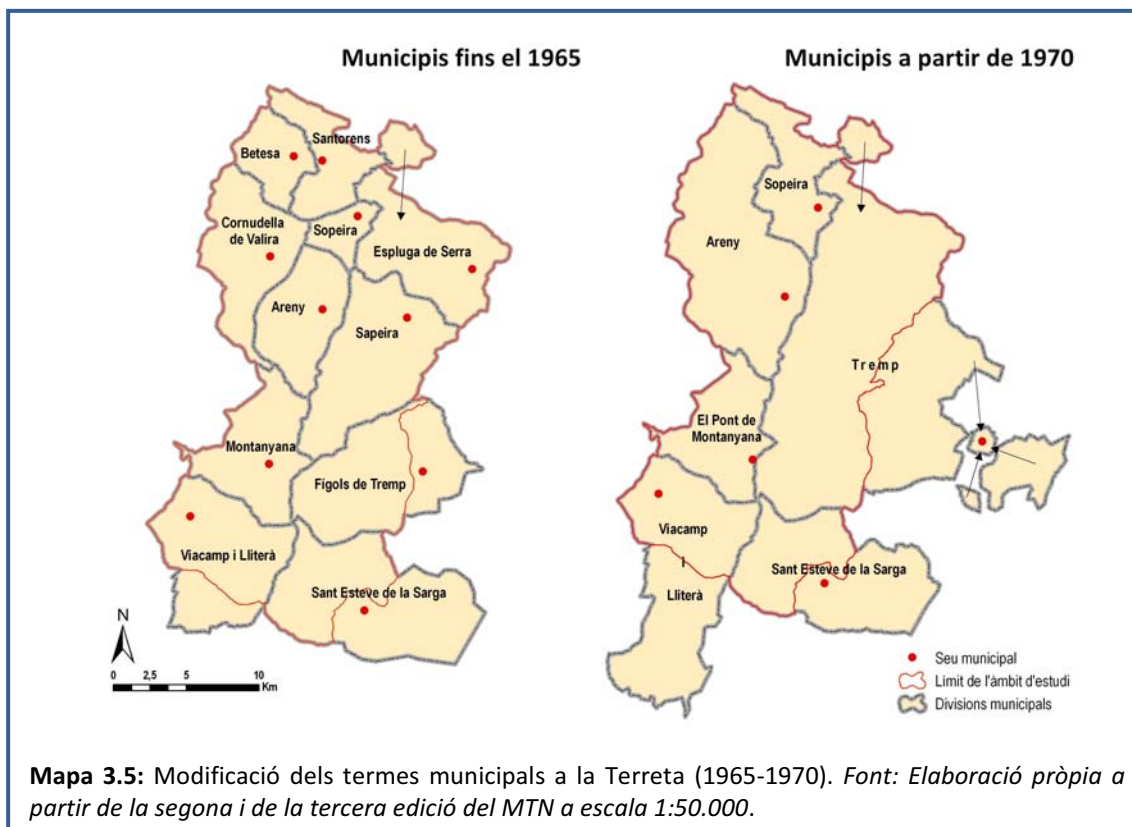 Municipis fins el 1965
Betesa
Santorens
Cornudella
de Valira
Sopeira
Espluga de Serra
Areny
Sapeira
Montanyana
Fígols de Tremp
Viacamp i Lliterà
Sant Esteve de la Sarga
N
0 2,5 5 10
Km
Municipis a partir de 1970
Sopeira
Areny
Tremp
El Pont de
Montanyana
Viacamp
i
Lliterà
Sant Esteve de la Sarga
Seu municipal
Límit de l'àmbit d'estudi
Divisions municipals
Mapa 3.5: Modificació dels termes municipals a la Terreta (1965-1970). Font: Elaboració pròpia a
partir de la segona i de la tercera edició del MTN a escala 1:50.000.